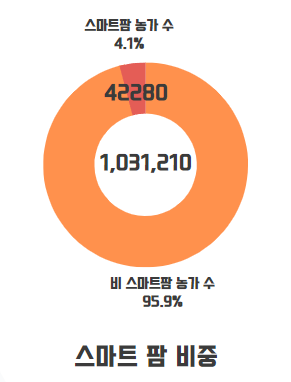 스마트팜 농가 수
4.1%
42280
1,031,210
비 스마트팜 농가 수
95.9%
스마트 팜 비중